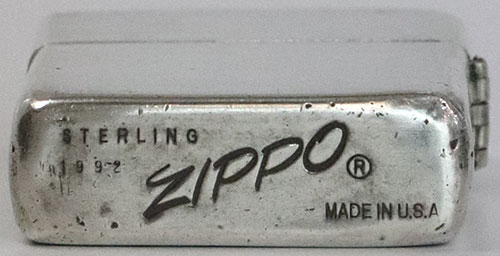 STERLING
1992
ZIPPO ®
MADE IN U.S.A